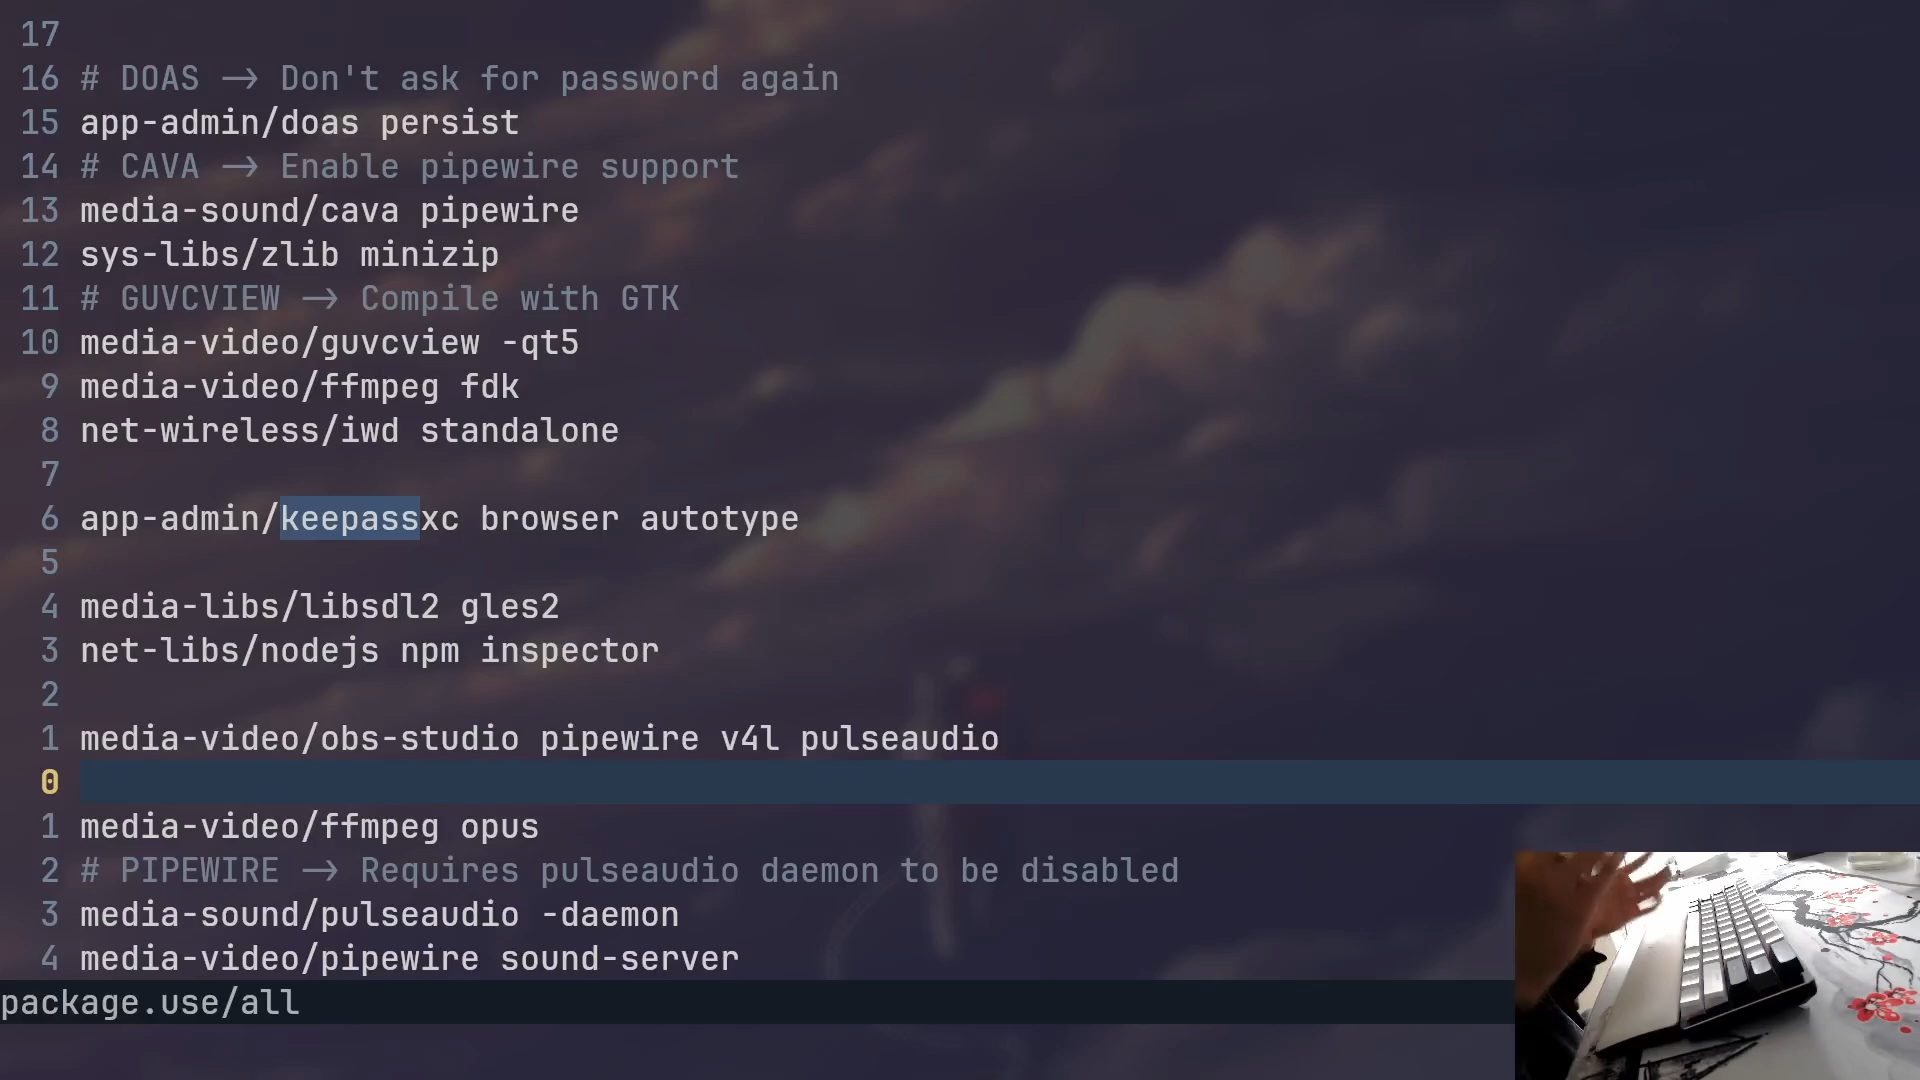 17
16 # DOAS -> Don't ask for password again
15 app-admin/doas persist
14 # CAVA -> Enable pipewire support
13 media-sound/cava pipewire
12 sys-libs/zlib minizip
11 # GUVCVIEW -> Compile with GTK
10 media-video/guvcview -qt5
9 media-video/ffmpeg fdk
8 net-wireless/iwd standalone
7
6 app-admin/keepassxc browser autotype
5
4 media-libs/libsdl2 gles2
3 net-libs/nodejs npm inspector
2
1 media-video/obs-studio pipewire v4l pulseaudio
0
1 media-video/ffmpeg opus
2 # PIPEWIRE -> Requires pulseaudio daemon to be disabled
3 media-sound/pulseaudio -daemon
4 media-video/pipewire sound-server
package.use/all